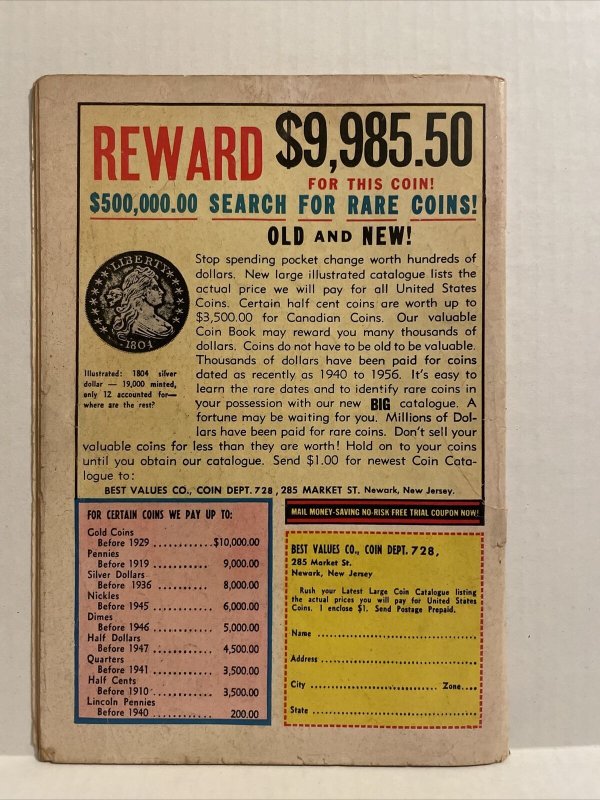 REWARD $9,985.50
FOR THIS COIN!
$500,000.00 SEARCH FOR RARE COINS!
OLD AND NEW!
LIBERTY
1804
Illustrated: 1804 silver
dollar — 19,000 minted,
only 12 accounted for—
where are the rest?
Stop spending pocket change worth hundreds of
dollars. New large illustrated catalogue lists the
actual price we will pay for all United States
Coins. Certain half cent coins are worth up to
$3,500.00 for Canadian Coins. Our valuable
Coin Book may reward you many thousands of
dollars. Coins do not have to be old to be valuable.
Thousands of dollars have been paid for coins
dated as recently as 1940 to 1956. It's easy to
learn the rare dates and to identify rare coins in
your possession with our new BIG catalogue. A
fortune may be waiting for you. Millions of Dol-
lars have been paid for rare coins. Don't sell your
valuable coins for less than they are worth! Hold on to your coins
until you obtain our catalogue. Send $1.00 for newest Coin Cata-
logue to:
BEST VALUES CO., COIN DEPT. 728, 285 MARKET ST. Newark, New Jersey.
FOR CERTAIN COINS WE PAY UP TO:
Gold Coins
Before 1929 ............$10,000.00
Pennies
Before 1919 ............ 9,000.00
Silver Dollars
Before 1936 ............ 8,000.00
Nickles
Before 1945 ............ 6,000.00
Dimes
Before 1946 ............ 5,000.00
Half Dollars
Before 1947 ............ 4,500.00
Quarters
Before 1941 ............ 3,500.00
Half Cents
Before 1910 ............ 3,500.00
Lincoln Pennies
Before 1940 ............ 200.00
MAIL MONEY-SAVING NO-RISK FREE TRIAL COUPON NOW!
BEST VALUES CO., COIN DEPT. 728,
285 Market St.
Newark, New Jersey
Rush your Latest Large Coin Catalogue listing
the actual prices you will pay for United States
Coins. I enclose $1. Send Postage Prepaid.
Name ........................................
Address ........................................
City ................................ Zone....
State ........................................